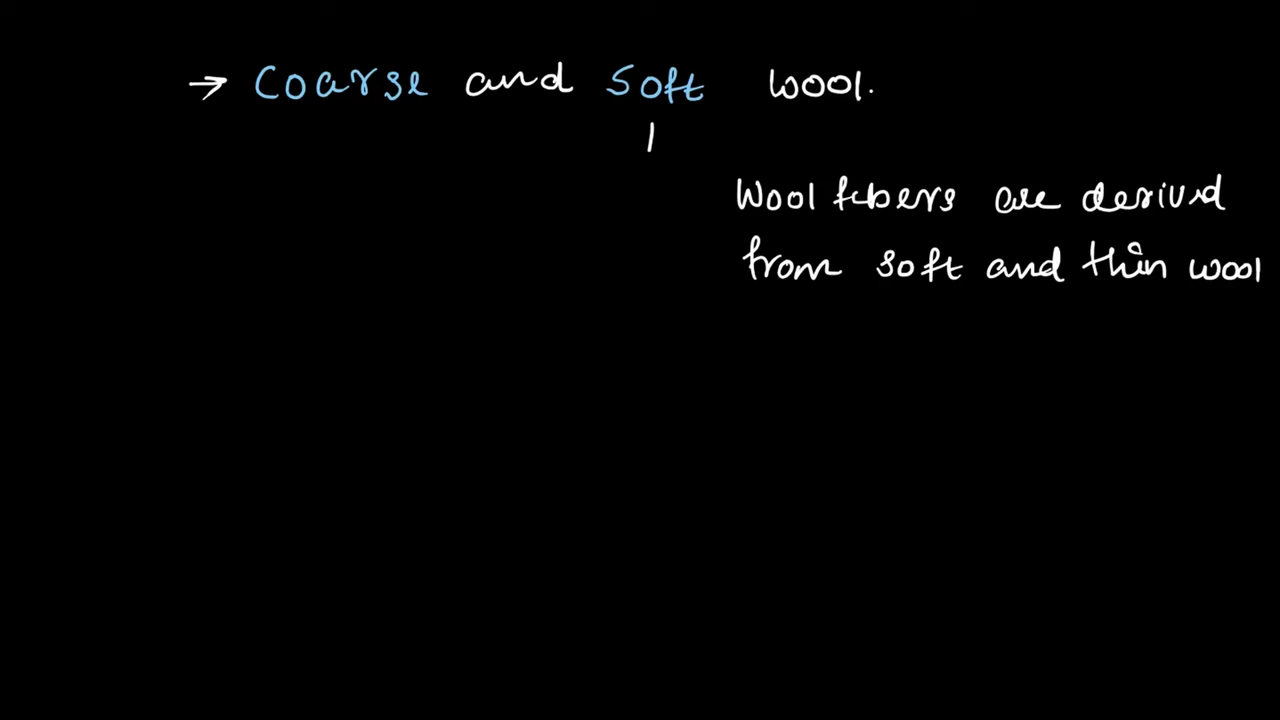 → Coarse and Soft wool.
Wool fibers are derived
from soft and thin wool